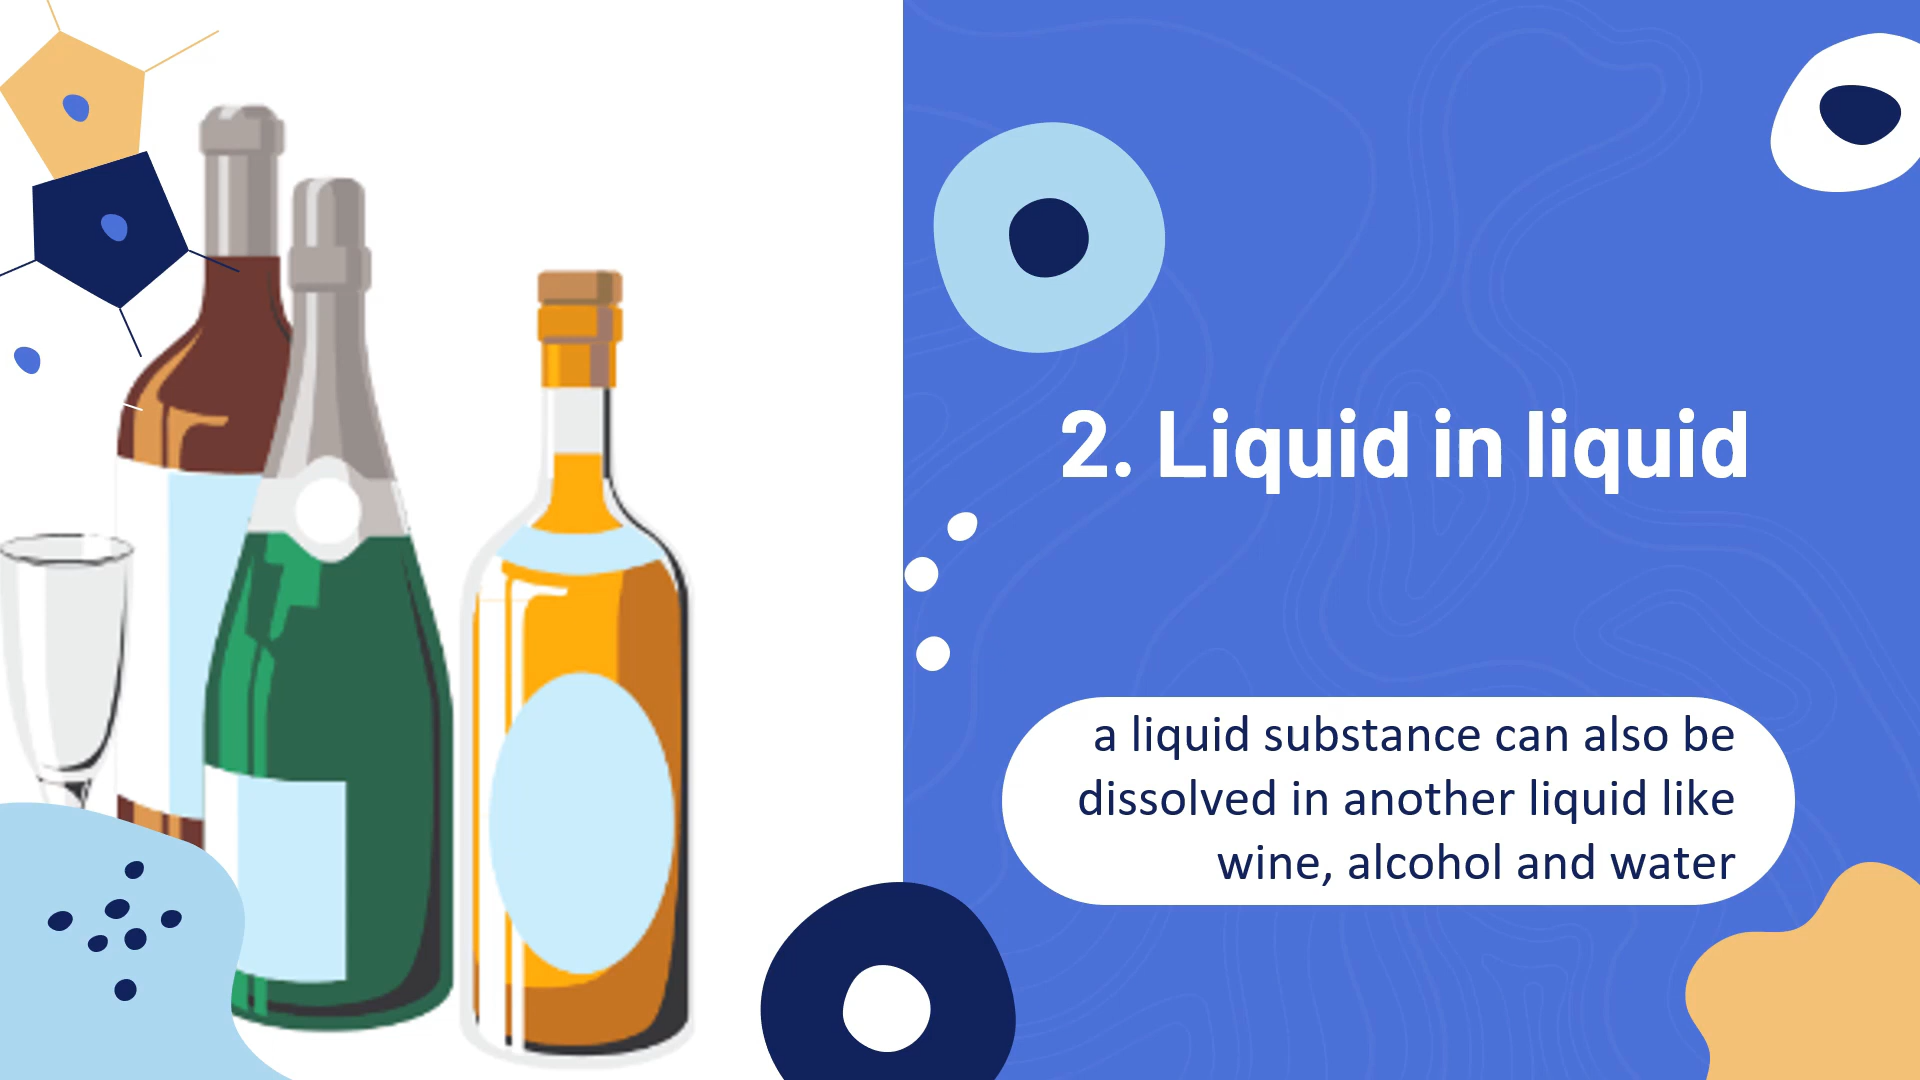 2. Liquid in liquid
a liquid substance can also be
dissolved in another liquid like
wine, alcohol and water